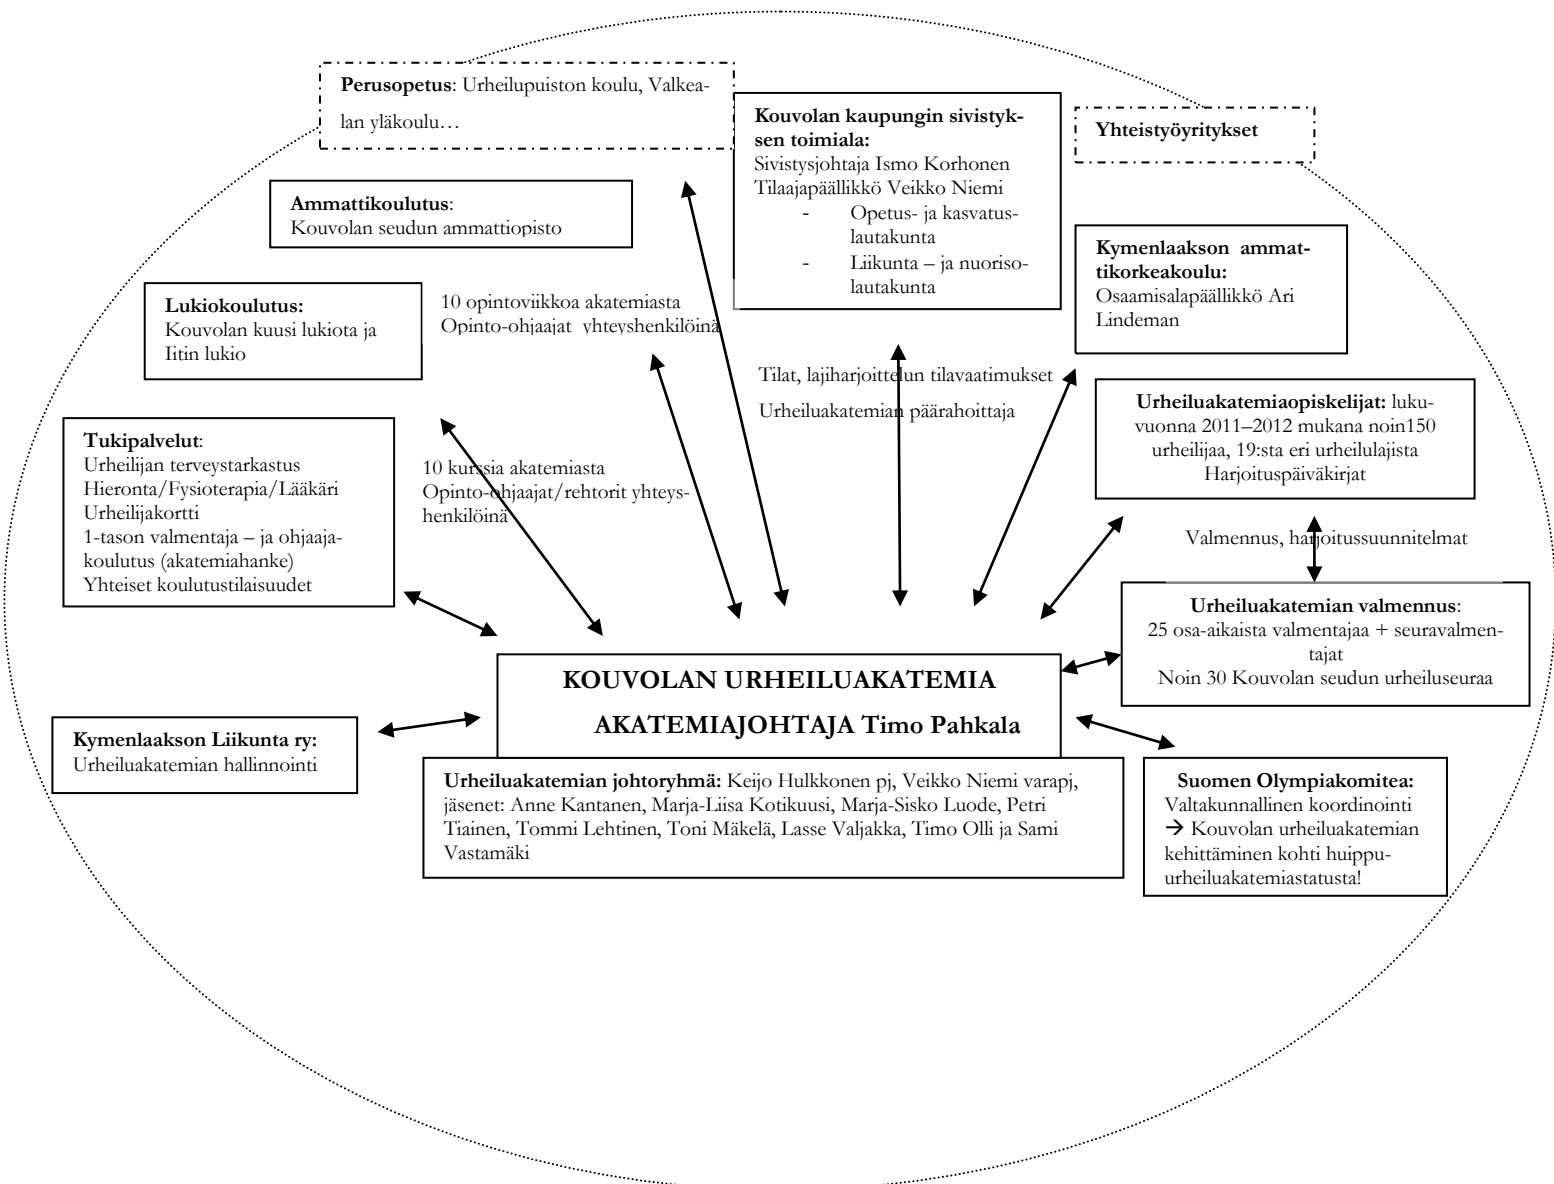 Perusopetus: Urheilupuiston koulu, Valkea-
lan yläkoulu…
Kouvolan kaupungin sivistyk-
sen toimiala:
Sivistysjohtaja Ismo Korhonen
Tilaajapäällikkö Veikko Niemi
- Opetus- ja kasvatus-
lautakunta
- Liikunta – ja nuoriso-
lautakunta
Yhteistyöyritykset
Ammattikoulutus:
Kouvolan seudun ammattiopisto
Kymenlaakson ammat-
tikorkeakoulu:
Osaamisalapäällikkö Ari
Lindeman
Lukiokoulutus:
Kouvolan kuusi lukiota ja
Iitin lukio
10 opintoviikkoa akatemiasta
Opinto-ohjaajat yhteyshenkilöinä
Tilat, lajiharjoittelun tilavaatimukset
Urheiluakatemian päärahoittaja
Urheiluakatemiaopiskelijat: luku-
vuonna 2011–2012 mukana noin150
urheilijaa, 19:sta eri urheilulajista
Harjoituspäiväkirjat
Tukipalvelut:
Urheilijan terveystarkastus
Hieronta/Fysioterapia/Lääkäri
Urheilijakortti
1-tason valmentaja – ja ohjaaja-
koulutus (akatemiahanke)
Yhteiset koulutustilaisuudet
10 kurssia akatemiasta
Opinto-ohjaajat/rehtorit yhteys-
henkilöinä
Valmennus, harjoitussuunnitelmat
Urheiluakatemian valmennus:
25 osa-aikaista valmentajaa + seuravalmen-
tajat
Noin 30 Kouvolan seudun urheiluseuraa
KOUVOLAN URHEILUAKATEMIA
AKATEMIAJOHTAJA Timo Pahkala
Kymenlaakson Liikunta ry:
Urheiluakatemian hallinnointi
Urheiluakatemian johtoryhmä: Keijo Hulkkonen pj, Veikko Niemi varapj,
jäsenet: Anne Kantanen, Marja-Liisa Kotikuusi, Marja-Sisko Luode, Petri
Tiainen, Tommi Lehtinen, Toni Mäkelä, Lasse Valjakka, Timo Olli ja Sami
Vastamäki
Suomen Olympiakomitea:
Valtakunnallinen koordinointi
→ Kouvolan urheiluakatemian
kehittäminen kohti huippu-
urheiluakatemiastatusta!